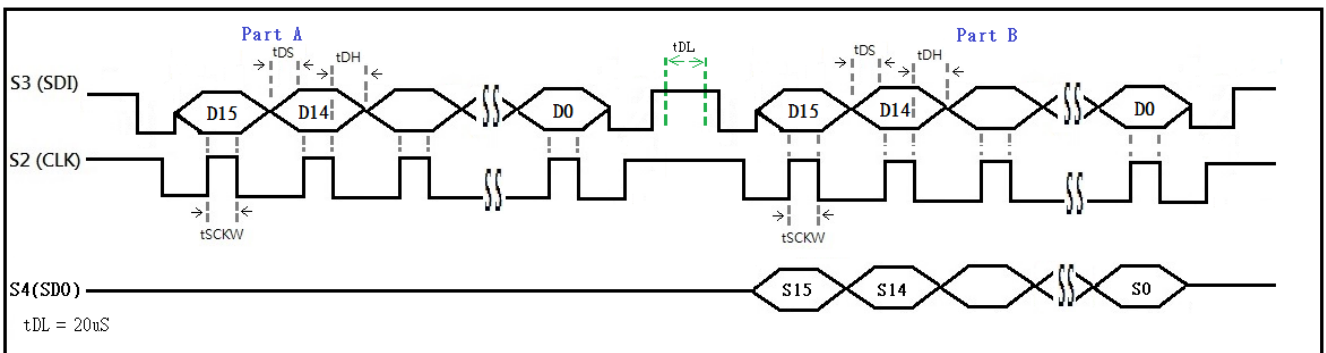 Part A
Part B
tDS
tDH
tDL
tDS
tDH
S3 (SDI)
D15
D14
D0
D15
D14
D0
S2 (CLK)
tSCKW
tSCKW
S4(SDO)
S15
S14
S0
tDL = 20uS